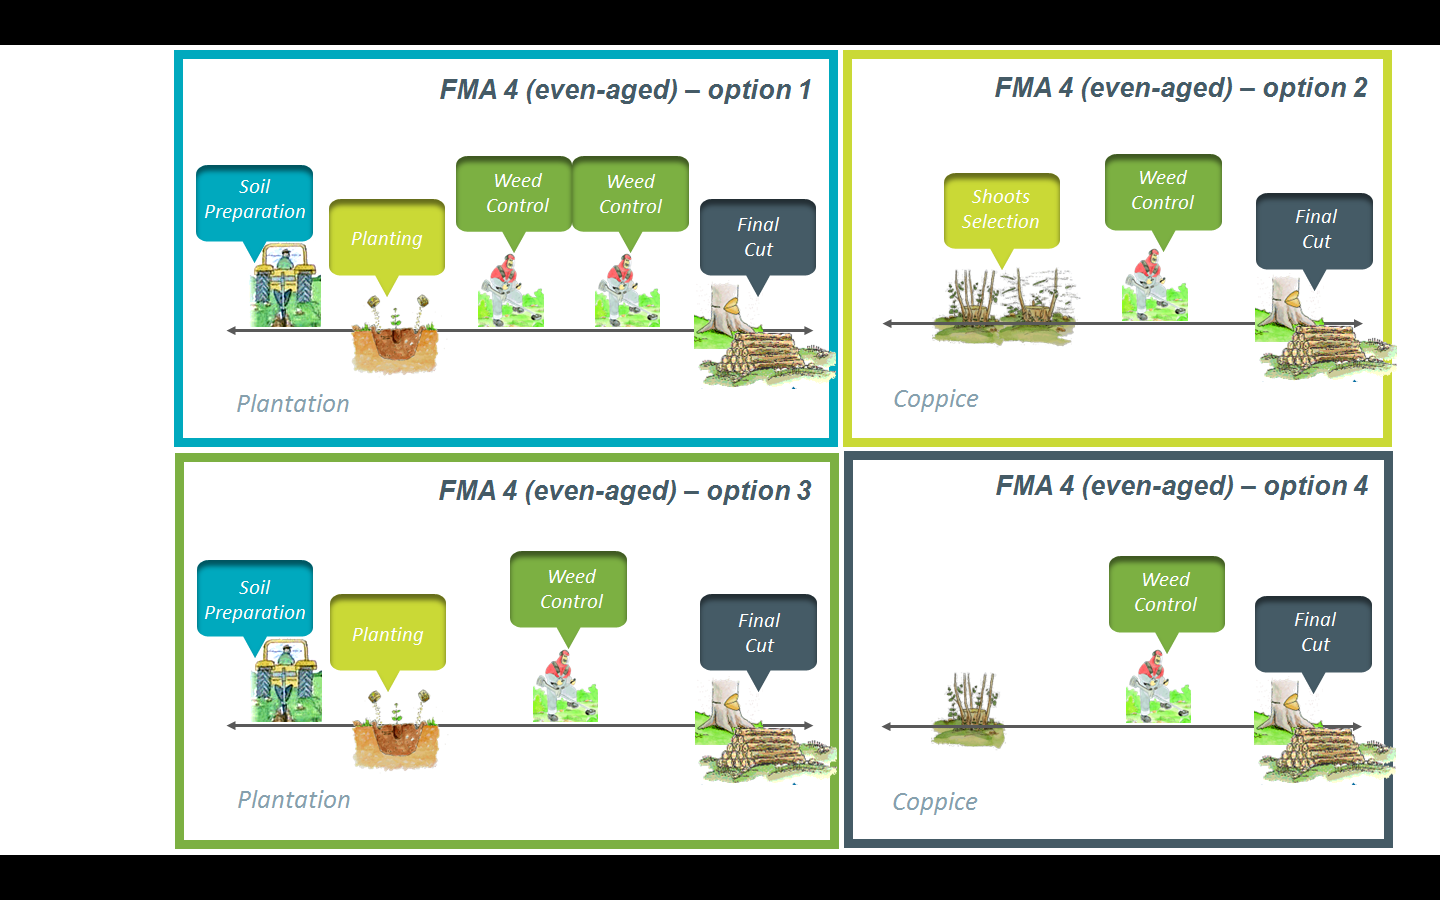 FMA 4 (even-aged) – option 1
Soil
Preparation
Planting
Weed
Control
Weed
Control
Final
Cut
Plantation
FMA 4 (even-aged) – option 2
Shoots
Selection
Weed
Control
Final
Cut
Coppice
FMA 4 (even-aged) – option 3
Soil
Preparation
Planting
Weed
Control
Final
Cut
Plantation
FMA 4 (even-aged) – option 4
Weed
Control
Final
Cut
Coppice